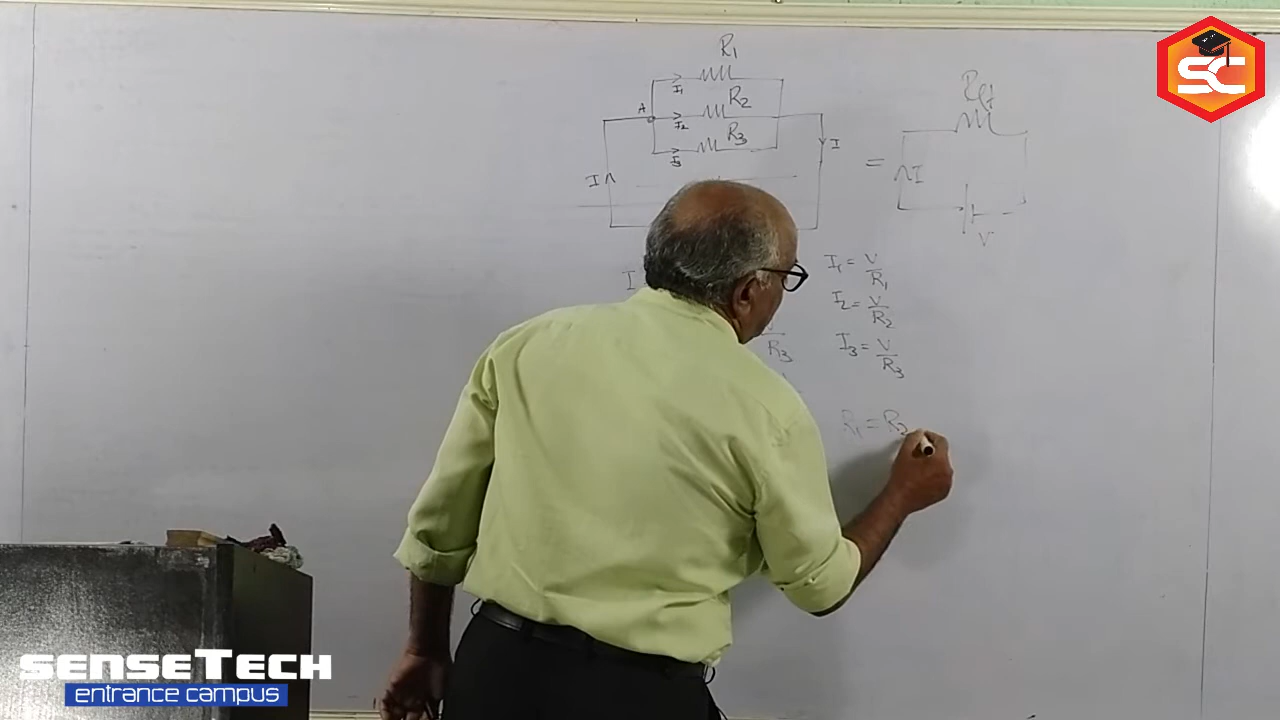 SC
R1
R2
R3
A
I1
I2
I3
I
I
=
I
V
I
I1 = V/R1
I2 = V/R2
I3 = V/R3
R3
R1 = R2
SENSETECH
entrance campus